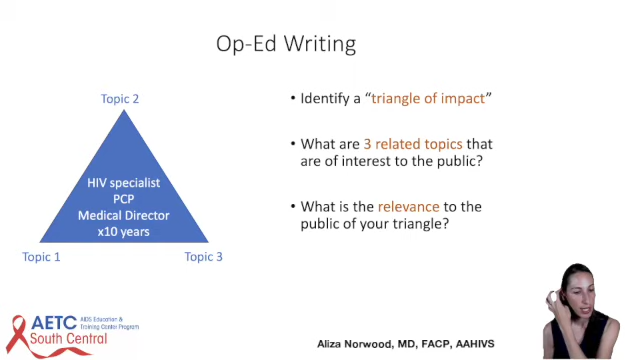 Op-Ed Writing
Topic 2
HIV specialist
PCP
Medical Director
x10 years
Topic 1
Topic 3
• Identify a “triangle of impact”
• What are 3 related topics that
are of interest to the public?
• What is the relevance to the
public of your triangle?
AETC
AIDS Education &
Training Center Program
South Central
Aliza Norwood, MD, FACP, AAHIVS